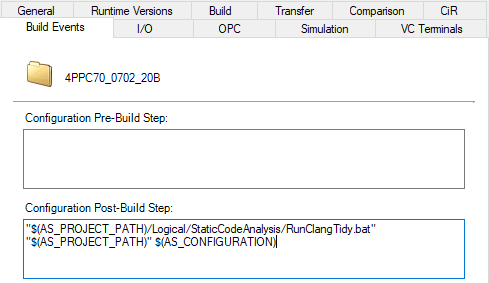 General Runtime Versions Build Transfer Comparison CiR
Build Events I/O OPC Simulation VC Terminals
4PPC70_0702_20B
Configuration Pre-Build Step:
Configuration Post-Build Step:
"$(AS_PROJECT_PATH)/Logical/StaticCodeAnalysis/RunClangTidy.bat"
"$(AS_PROJECT_PATH)" $(AS_CONFIGURATION)